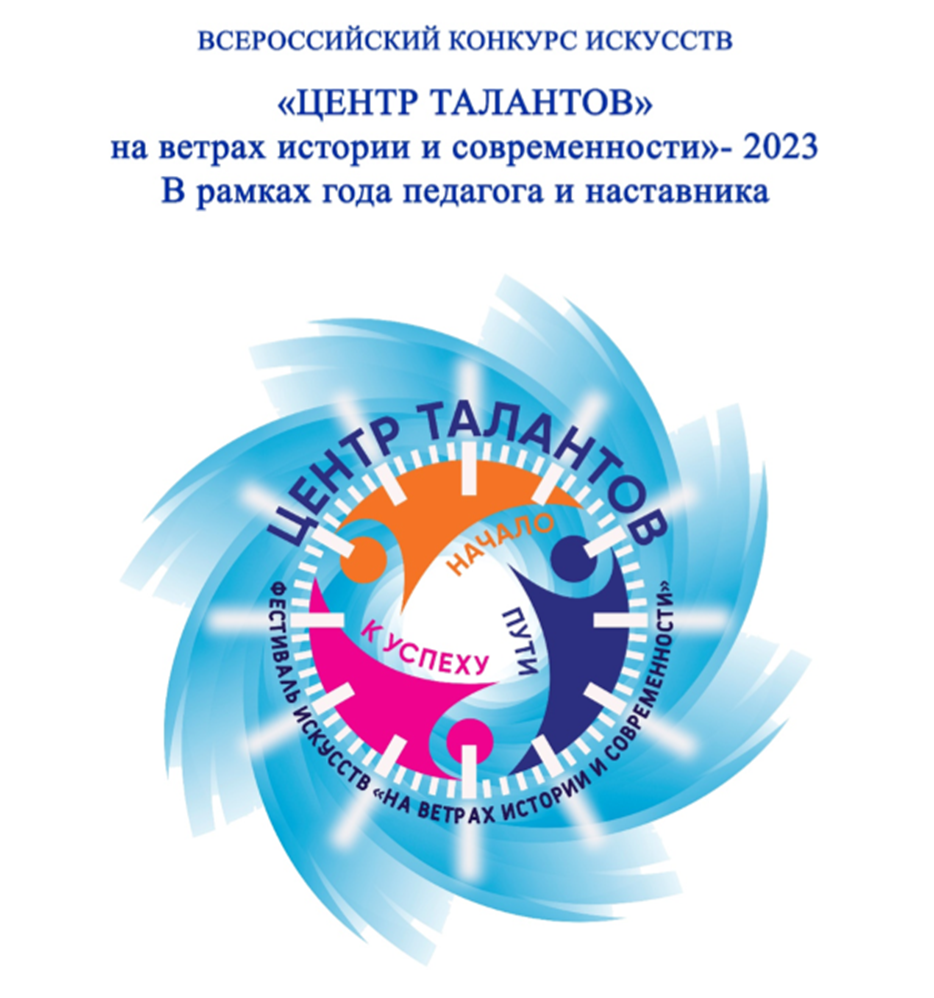 ВСЕРОССИЙСКИЙ КОНКУРС ИСКУССТВ
«ЦЕНТР ТАЛАНТОВ»
на ветрах истории и современности»- 2023
В рамках года педагога и наставника
ЦЕНТР ТАЛАНТОВ
НАЧАЛО
ПУТИ
К УСПЕХУ
ФЕСТИВАЛЬ ИСКУССТВ «НА ВЕТРАХ ИСТОРИИ И СОВРЕМЕННОСТИ»